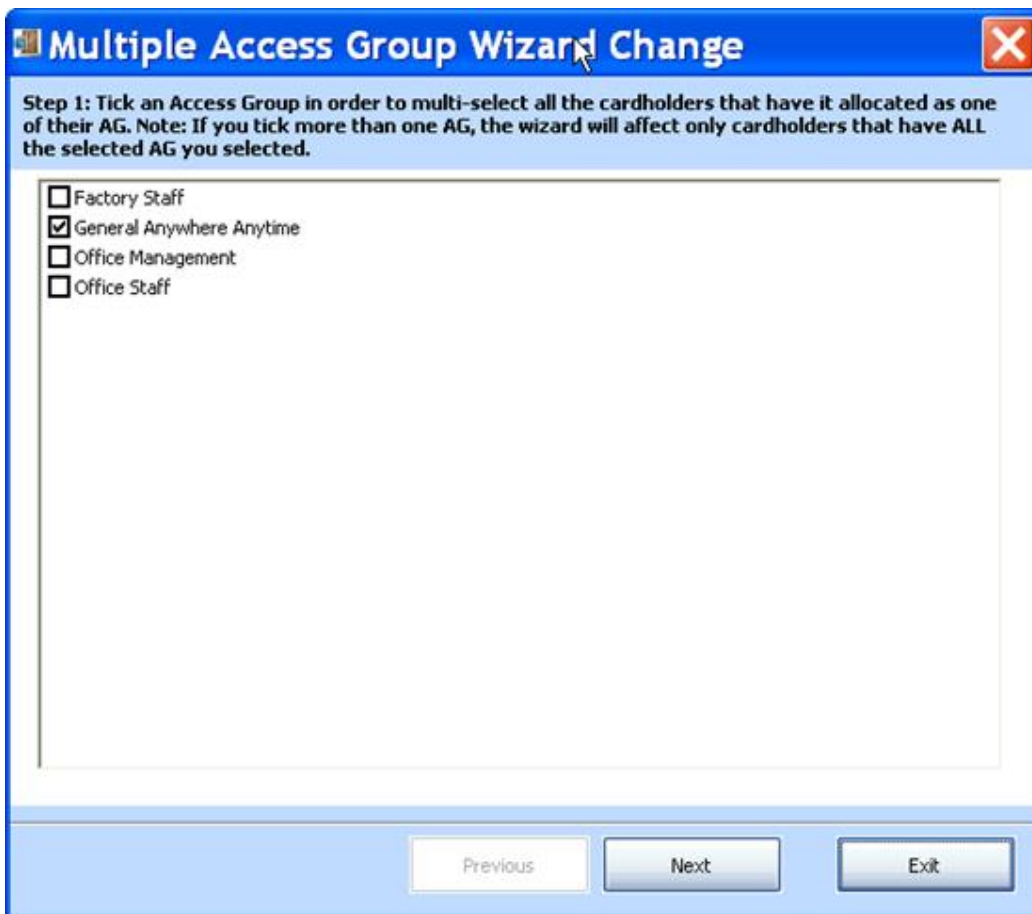 Multiple Access Group Wizard Change
Step 1: Tick an Access Group in order to multi-select all the cardholders that have it allocated as one
of their AG. Note: If you tick more than one AG, the wizard will affect only cardholders that have ALL
the selected AG you selected.
Factory Staff
General Anywhere Anytime
Office Management
Office Staff
Previous
Next
Exit